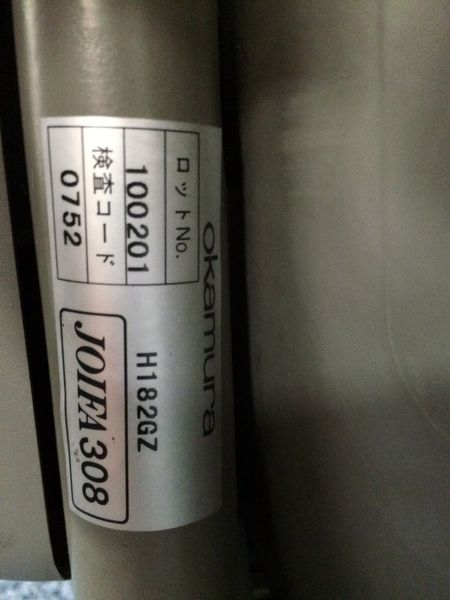 okamura
ロットNo.
100201
検査コード
0752
H182GZ
JOIFA 308